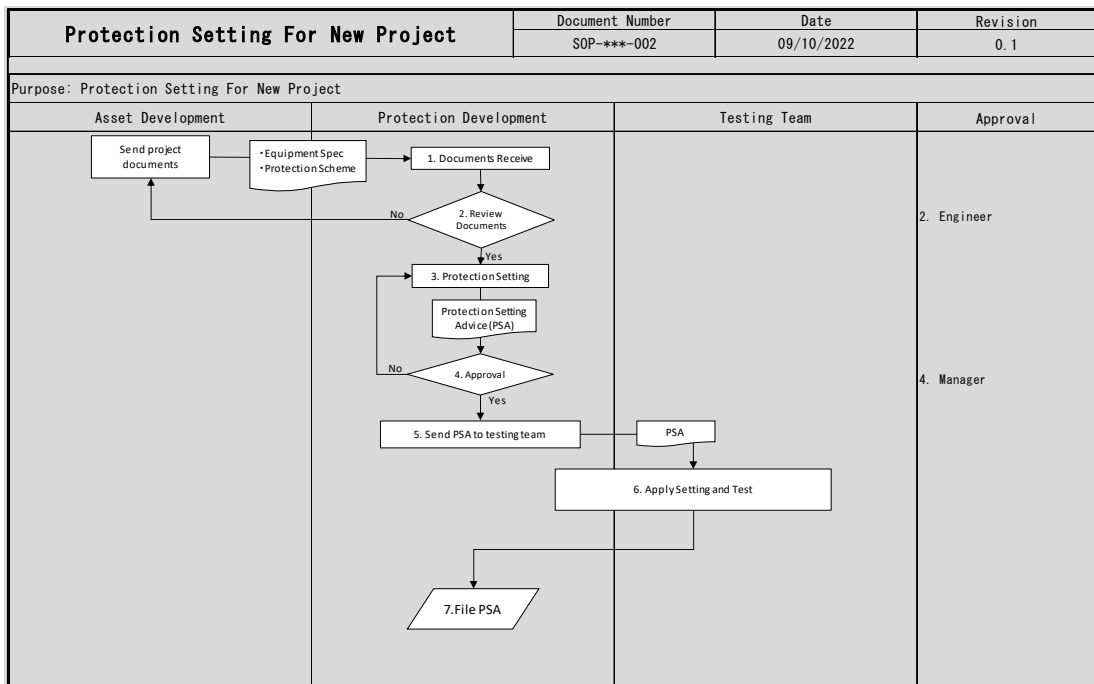 Protection Setting For New Project
Document Number
Date
Revision
SOP-***-002
09/10/2022
0.1
Purpose: Protection Setting For New Project
Asset Development
Protection Development
Testing Team
Approval
Send project
documents
・Equipment Spec
・Protection Scheme
1. Documents Receive
No
2. Review
Documents
2. Engineer
Yes
3. Protection Setting
Protection Setting
Advice(PSA)
No
4. Approval
4. Manager
Yes
5. Send PSA to testing team
PSA
6. Apply Setting and Test
7.File PSA